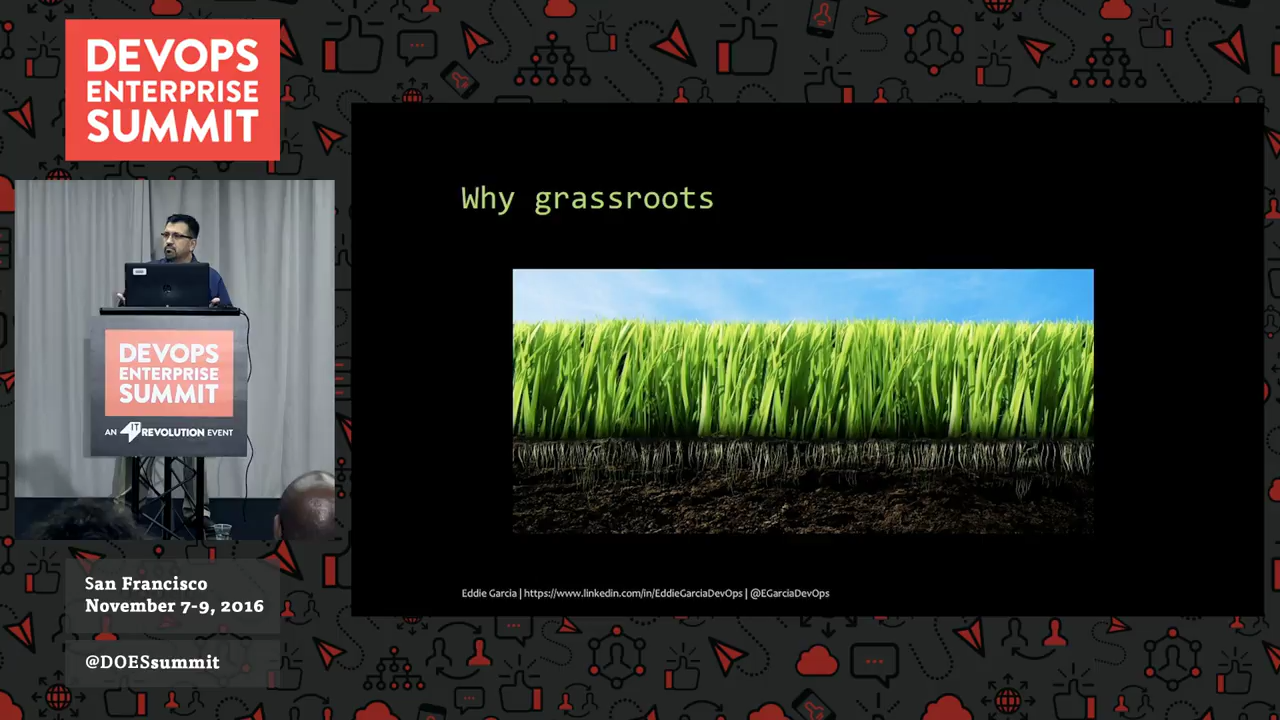 DEVOPS
ENTERPRISE
SUMMIT
Why grassroots
DEVOPS
ENTERPRISE
SUMMIT
AN IT REVOLUTION EVENT
Eddie Garcia | https://www.linkedin.com/in/EddieGarciaDevOps | @EGarciaDevOps
San Francisco
November 7-9, 2016
@DOESsummit